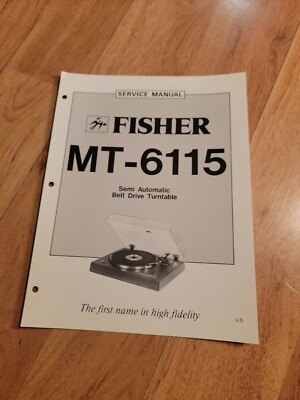 SERVICE MANUAL
FISHER
MT-6115
Semi Automatic
Belt Drive Turntable
The first name in high fidelity